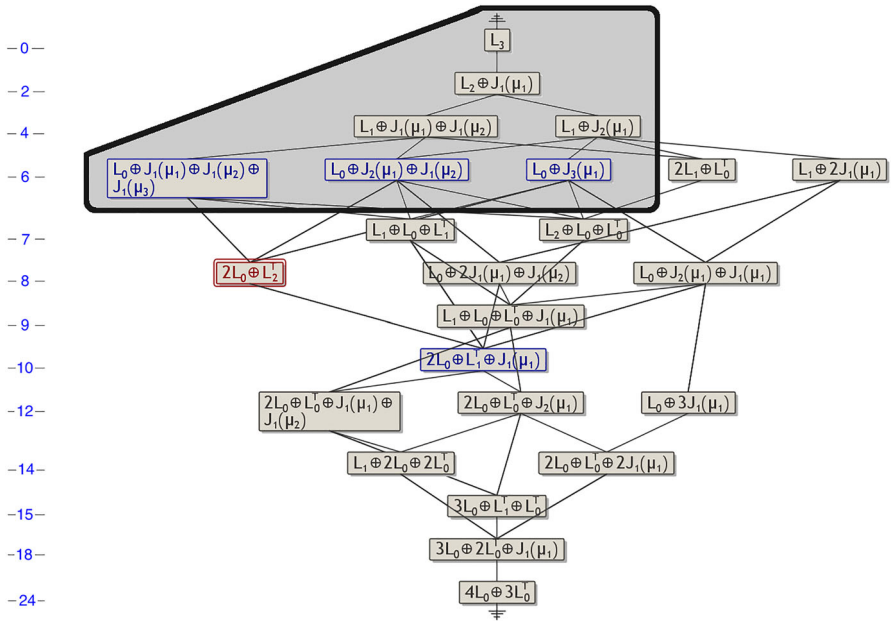 – 0 –
L₃
– 2 –
L₂⊕J₁(μ₁)
– 4 –
L₁⊕J₁(μ₁)⊕J₁(μ₂)
L₁⊕J₂(μ₁)
– 6 –
L₀⊕J₁(μ₁)⊕J₁(μ₂)⊕
J₁(μ₃)
L₀⊕J₂(μ₁)⊕J₁(μ₂)
L₀⊕J₃(μ₁)
2L₁⊕L₀ᵀ
L₁⊕2J₁(μ₁)
– 7 –
L₁⊕L₀⊕L₁ᵀ
L₂⊕L₀⊕L₀ᵀ
– 8 –
2L₀⊕L₂ᵀ
L₀⊕2J₁(μ₁)⊕J₁(μ₂)
L₀⊕J₂(μ₁)⊕J₁(μ₁)
– 9 –
L₁⊕L₀⊕L₀ᵀ⊕J₁(μ₁)
–10 –
2L₀⊕L₁ᵀ⊕J₁(μ₁)
–12 –
2L₀⊕L₀ᵀ⊕J₁(μ₁)⊕
J₁(μ₂)
2L₀⊕L₀ᵀ⊕J₂(μ₁)
L₀⊕3J₁(μ₁)
–14 –
L₁⊕2L₀⊕2L₀ᵀ
2L₀⊕L₀ᵀ⊕2J₁(μ₁)
–15 –
3L₀⊕L₁ᵀ⊕L₀ᵀ
–18 –
3L₀⊕2L₀⊕J₁(μ₁)
–24 –
4L₀⊕3L₀ᵀ